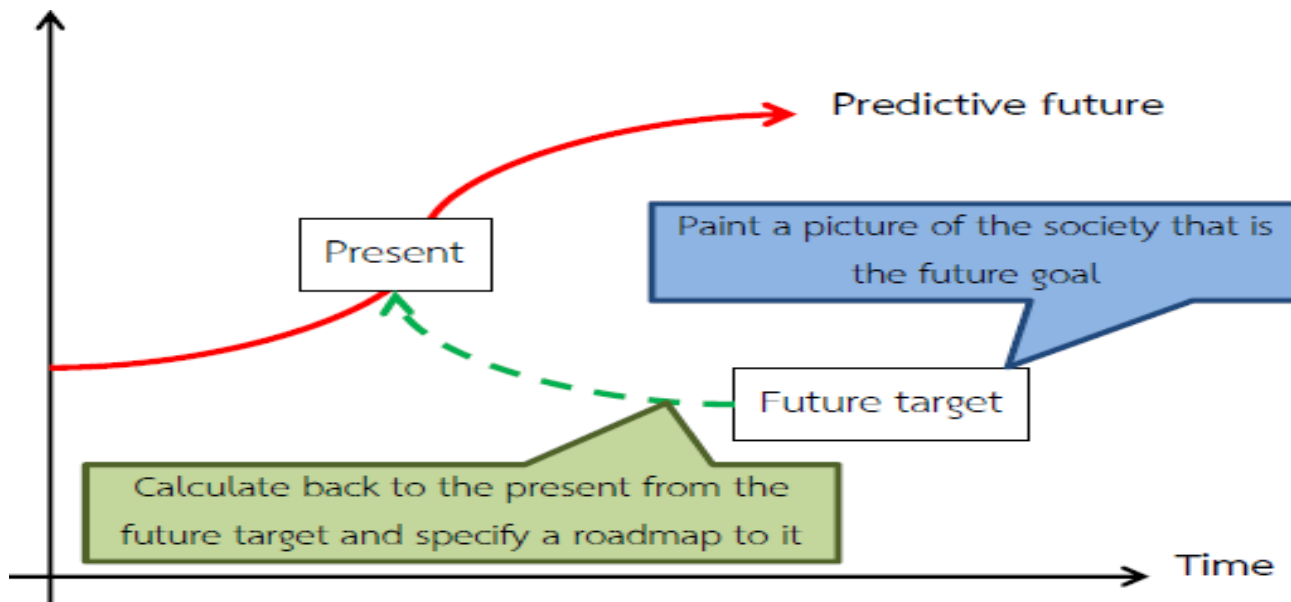 Predictive future
Paint a picture of the society that is
the future goal
Present
Future target
Calculate back to the present from the
future target and specify a roadmap to it
Time